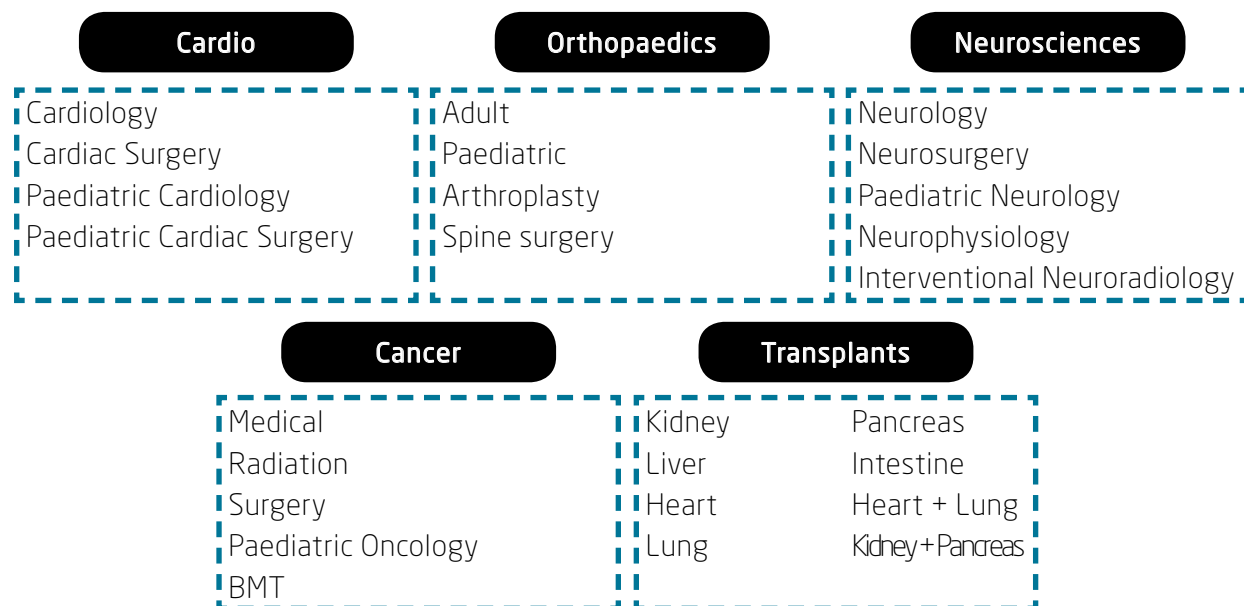 Cardio
Cardiology
Cardiac Surgery
Paediatric Cardiology
Paediatric Cardiac Surgery
Orthopaedics
Adult
Paediatric
Arthroplasty
Spine surgery
Neurosciences
Neurology
Neurosurgery
Paediatric Neurology
Neurophysiology
Interventional Neuroradiology
Cancer
Medical
Radiation
Surgery
Paediatric Oncology
BMT
Transplants
Kidney
Liver
Heart
Lung
Pancreas
Intestine
Heart + Lung
Kidney+Pancreas